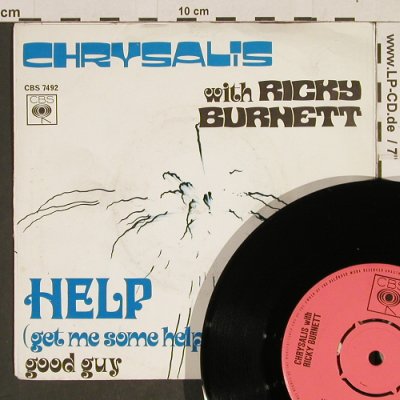 10 cm
CHRYSALiS
CBS 7492
CBS
with RICKY
BURNETT
HELP
(get me some help
good guy
CBS
CHRYSALIS with
RICKY BURNETT
www.LP-CD.de / 7"